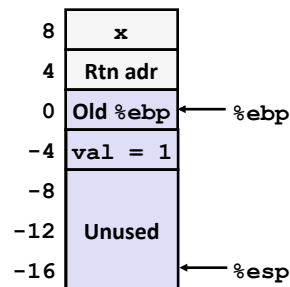 8 x
4 Rtn adr
0 Old %ebp %ebp
-4 val = 1
-8
-12 Unused
-16 %esp